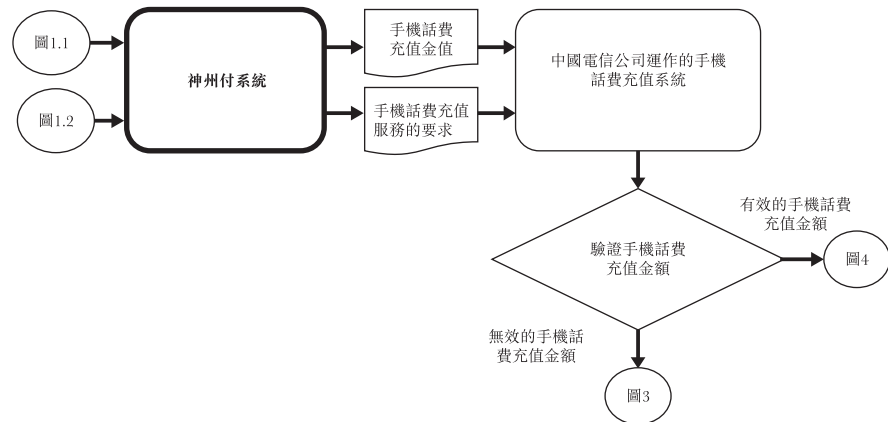 圖1.1
圖1.2
神州付系統
手機話費
充值金值
手機話費充值
服務的要求
中國電信公司運作的手機
話費充值系統
驗證手機話費
充值金額
有效的手機話費
充值金額
圖4
無效的手機話
費充值金額
圖3